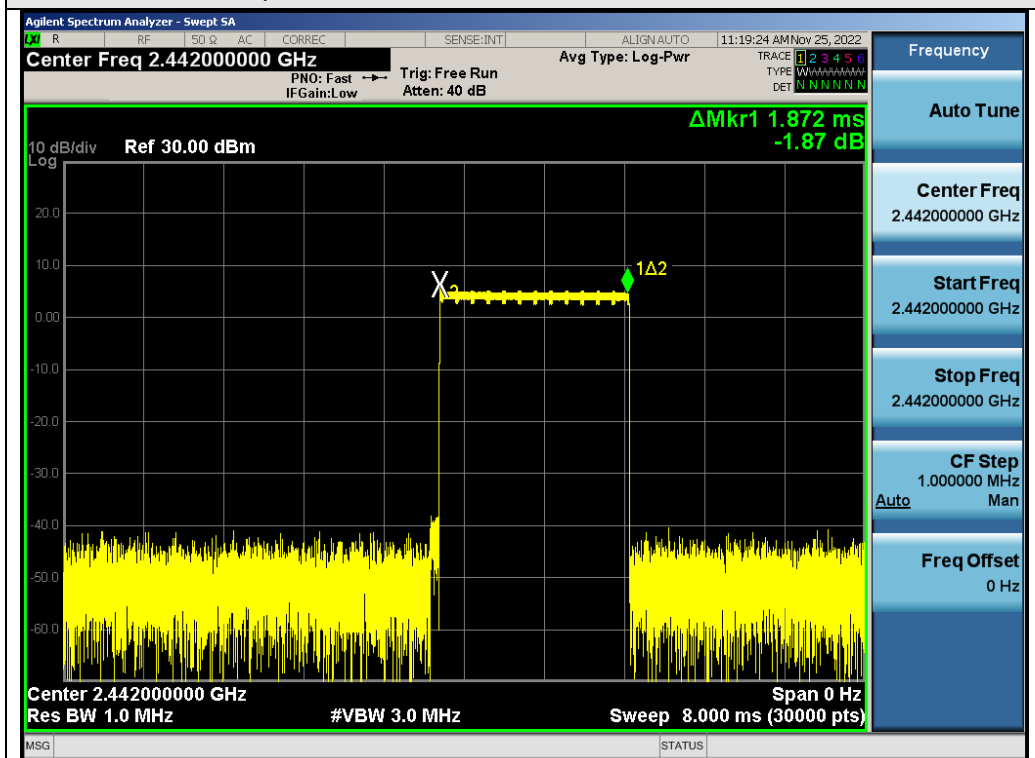 Agilent Spectrum Analyzer - Swept SA
LXI R RF 50 Ω AC CORREC SENSE:INT ALIGN AUTO 11:19:24 AM Nov 25, 2022
Center Freq 2.442000000 GHz Avg Type: Log-Pwr TRACE 1 2 3 4 5 6
PNO: Fast Trig: Free Run TYPE
IFGain:Low Atten: 40 dB DET N N N N N N
ΔMkr1 1.872 ms
-1.87 dB
10 dB/div Ref 30.00 dBm
Log
20.0
10.0
1Δ2
0.00
-10.0
-20.0
-30.0
-40.0
-50.0
-60.0
Center 2.442000000 GHz Span 0 Hz
Res BW 1.0 MHz #VBW 3.0 MHz Sweep 8.000 ms (30000 pts)
MSG STATUS
Frequency
Auto Tune
Center Freq
2.442000000 GHz
Start Freq
2.442000000 GHz
Stop Freq
2.442000000 GHz
CF Step
1.000000 MHz
Auto Man
Freq Offset
0 Hz